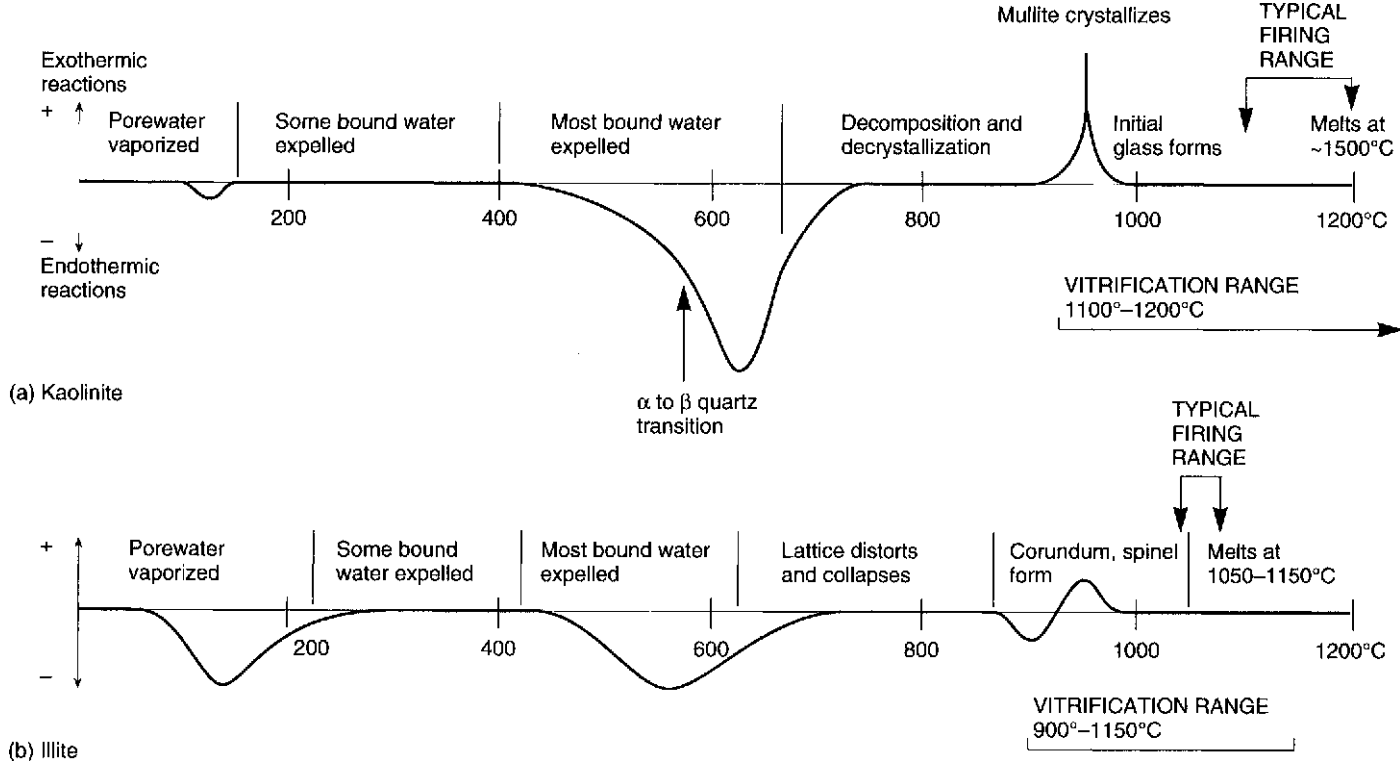 Mullite crystallizes
TYPICAL
FIRING
RANGE
Exothermic
reactions
+
Porewater
vaporized
Some bound water
expelled
Most bound water
expelled
Decomposition and
decrystallization
Initial
glass forms
Melts at
~1500°C
200
400
600
800
1000
1200°C
–
Endothermic
reactions
VITRIFICATION RANGE
1100°–1200°C
(a) Kaolinite
α to β quartz
transition
TYPICAL
FIRING
RANGE
+
Porewater
vaporized
Some bound
water expelled
Most bound water
expelled
Lattice distorts
and collapses
Corundum, spinel
form
Melts at
1050–1150°C
200
400
600
800
1000
1200°C
–
VITRIFICATION RANGE
900°–1150°C
(b) Illite